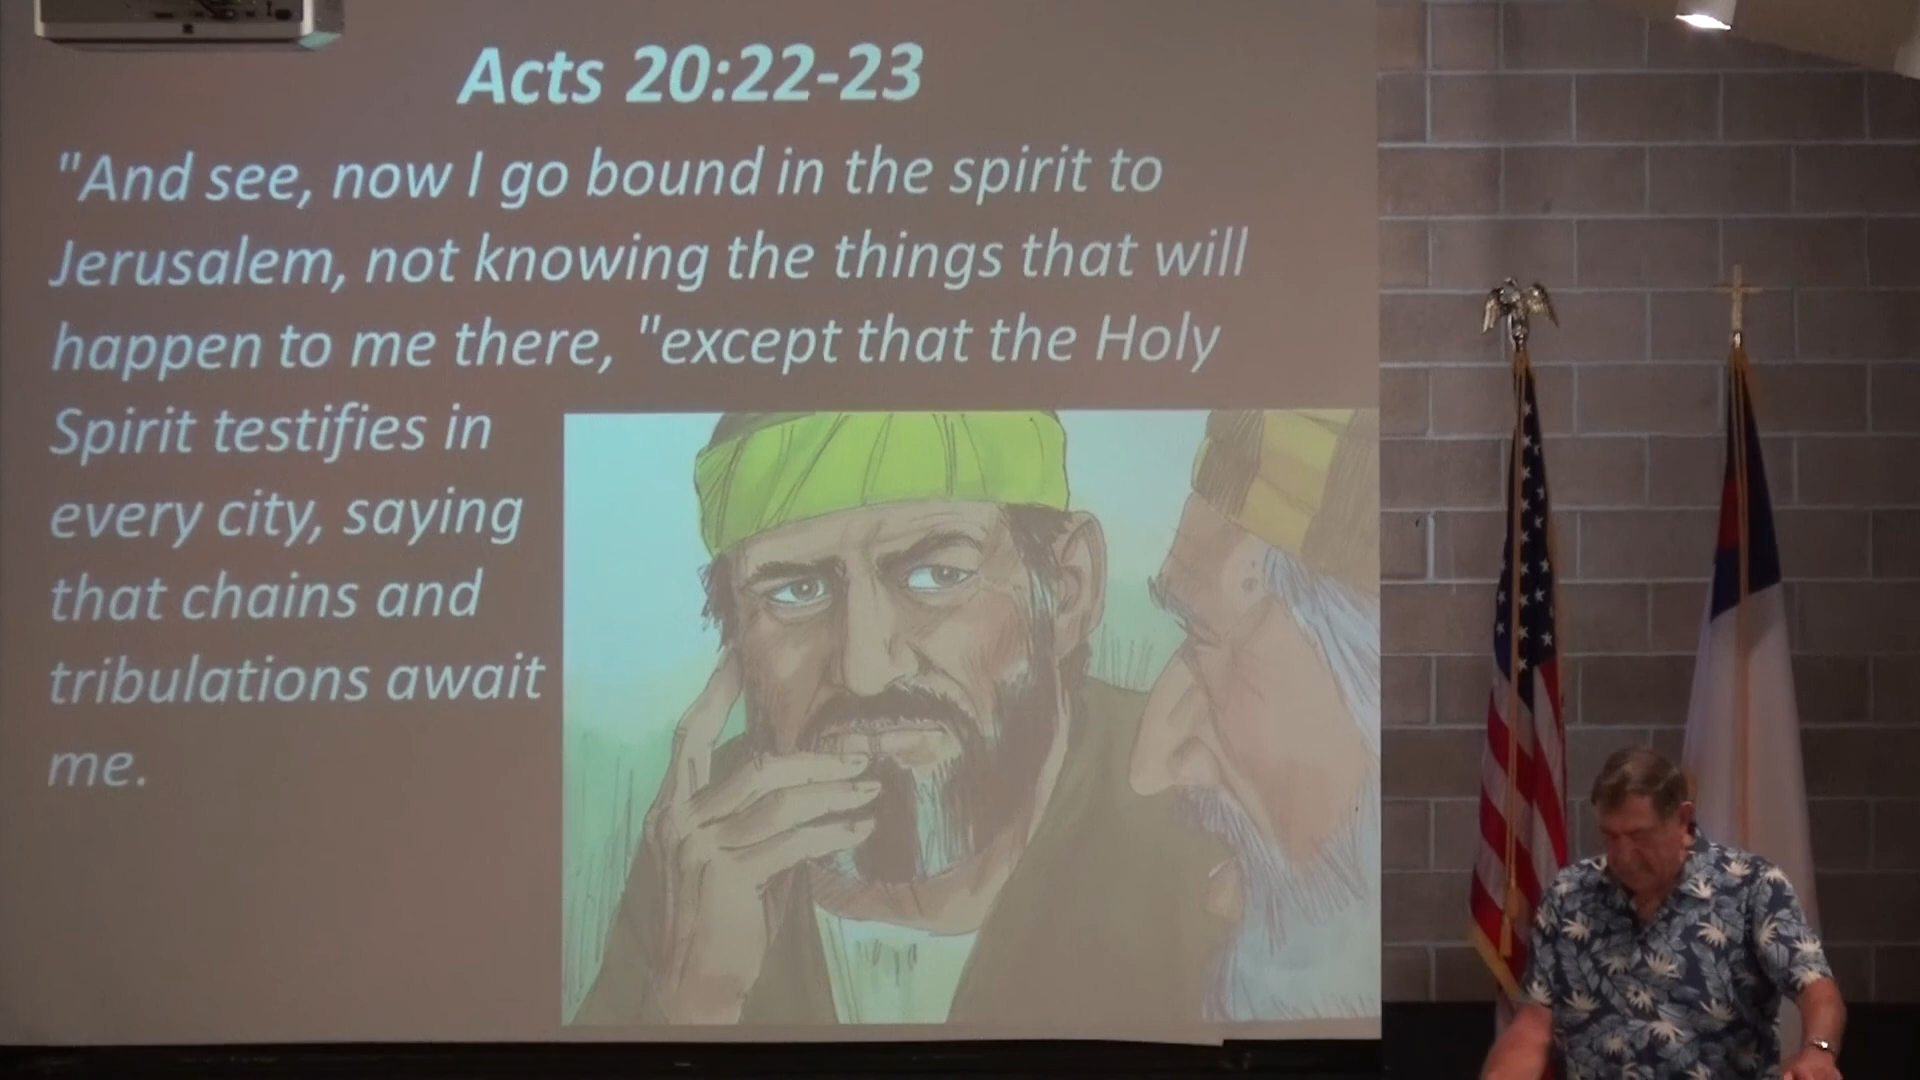 Acts 20:22-23
"And see, now I go bound in the spirit to
Jerusalem, not knowing the things that will
happen to me there, "except that the Holy
Spirit testifies in
every city, saying
that chains and
tribulations await
me.